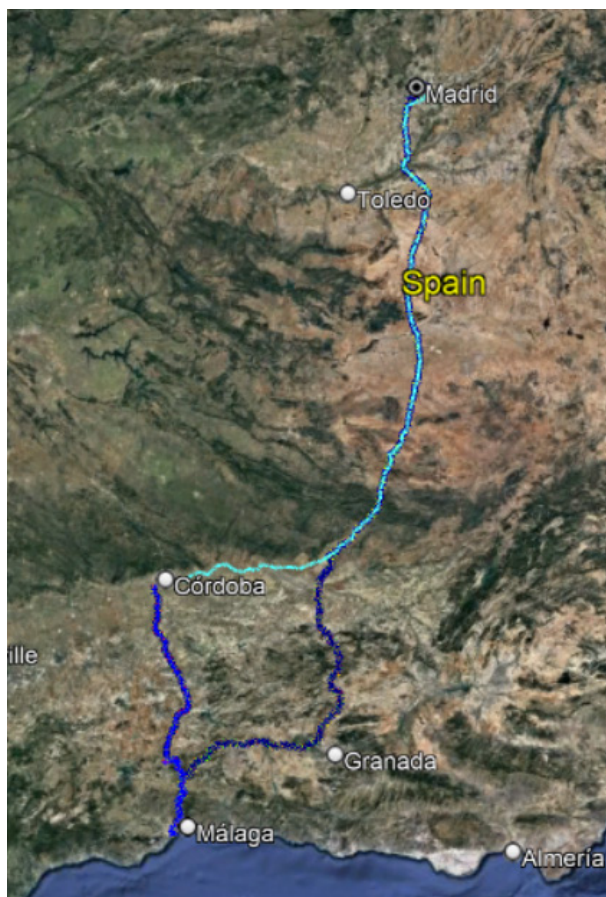 Madrid
Toledo
Spain
Córdoba
ille
Granada
Málaga
Almería